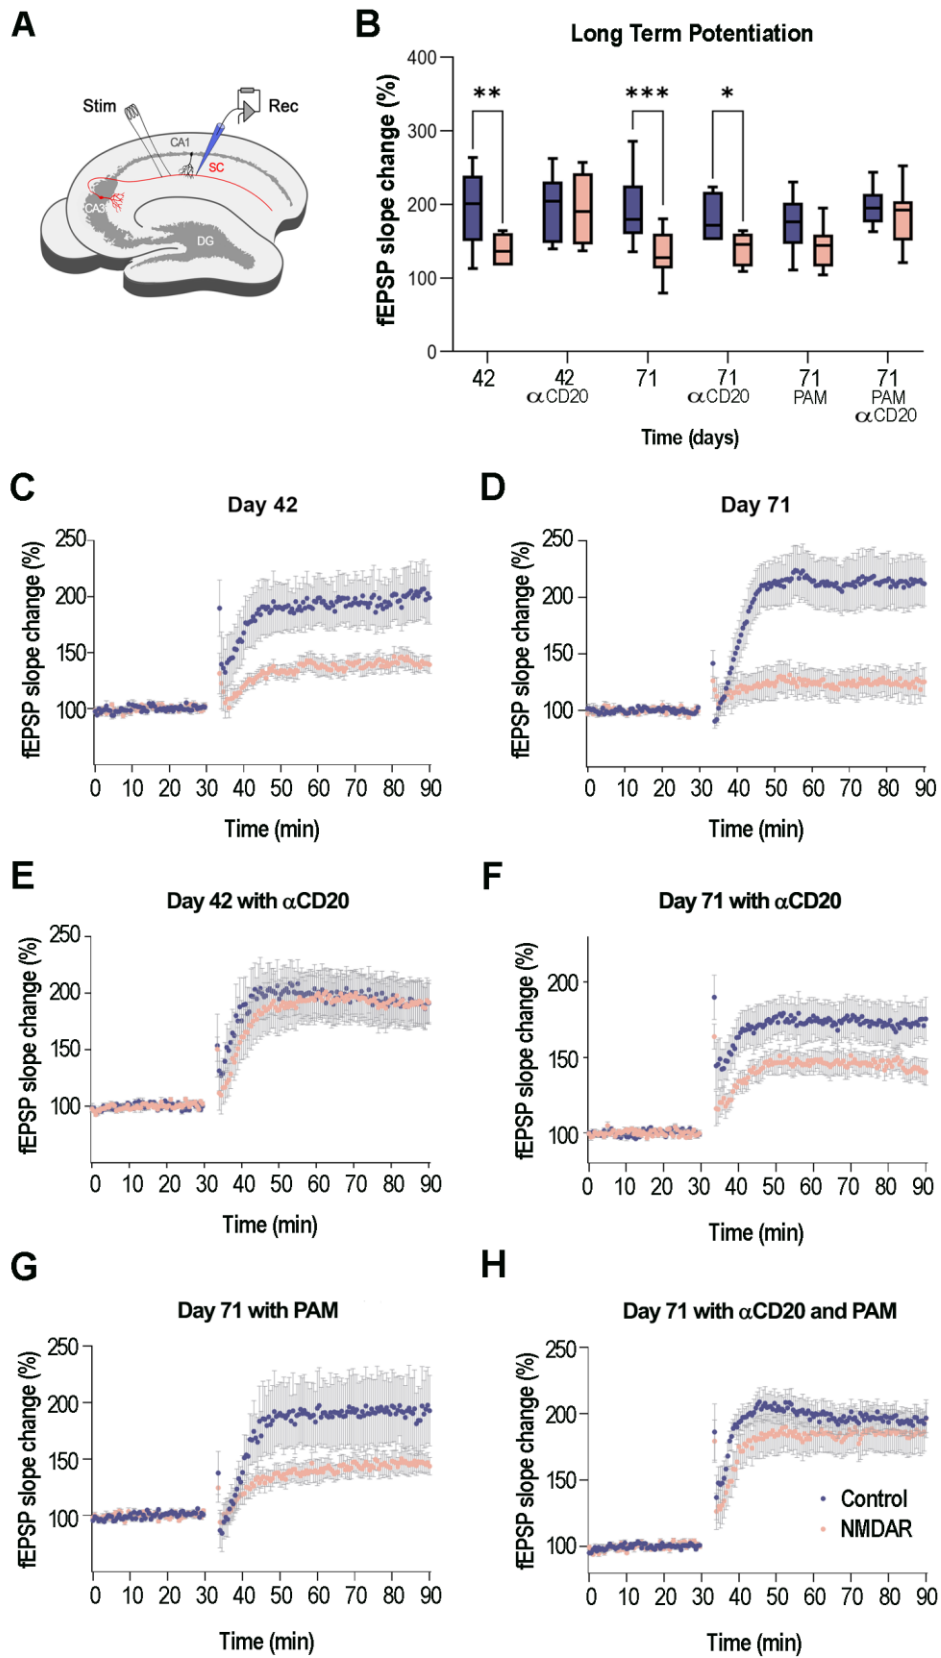 A
Stim
Rec
CA1
SC
CA3
DG
B
Long Term Potentiation
fEPSP slope change (%)
400
300
200
100
0
** *** *
42 42 71 71 71 71
αCD20 αCD20 PAM PAM
αCD20
Time (days)
C
Day 42
fEPSP slope change (%)
250
200
150
100
0 10 20 30 40 50 60 70 80 90
Time (min)
D
Day 71
fEPSP slope change (%)
250
200
150
100
0 10 20 30 40 50 60 70 80 90
Time (min)
E
Day 42 with αCD20
fEPSP slope change (%)
250
200
150
100
0 10 20 30 40 50 60 70 80 90
Time (min)
F
Day 71 with αCD20
fEPSP slope change (%)
200
150
100
0 10 20 30 40 50 60 70 80 90
Time (min)
G
Day 71 with PAM
fEPSP slope change (%)
250
200
150
100
0 10 20 30 40 50 60 70 80 90
Time (min)
H
Day 71 with αCD20 and PAM
fEPSP slope change (%)
250
200
150
100
Control
NMDAR
0 10 20 30 40 50 60 70 80 90
Time (min)